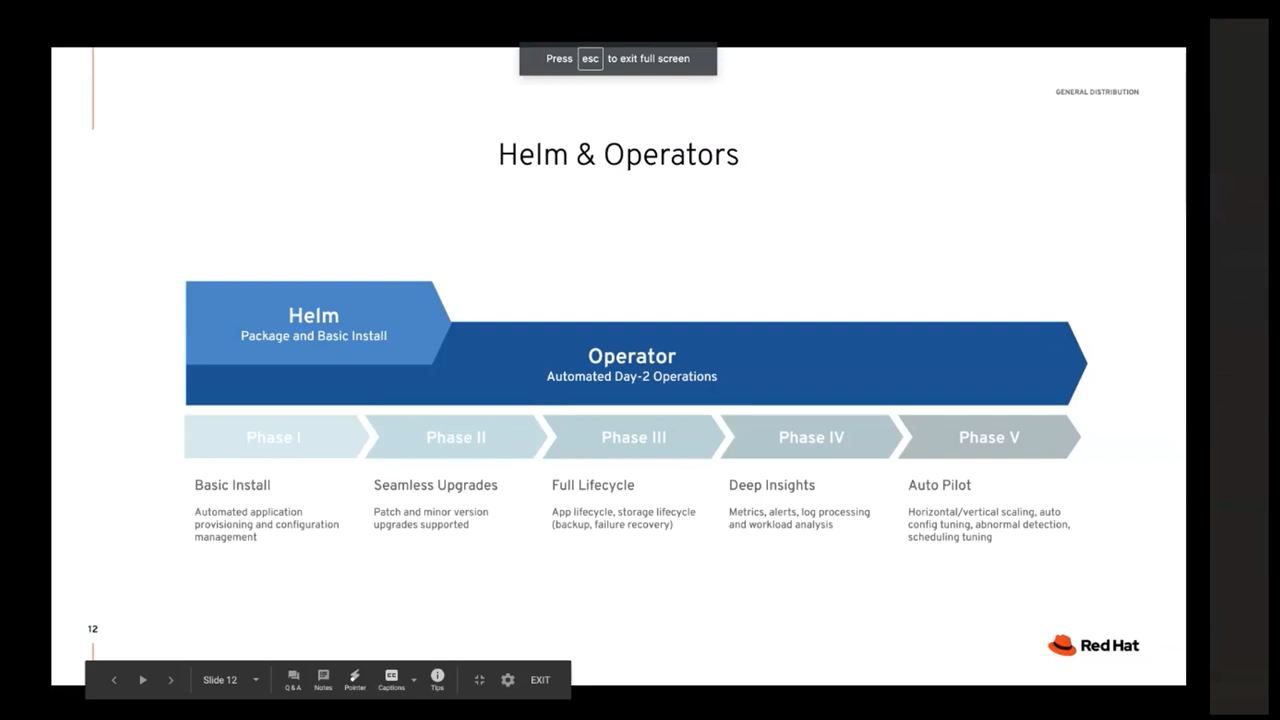 Press esc to exit full screen
GENERAL DISTRIBUTION
Helm & Operators
Helm
Package and Basic Install
Operator
Automated Day-2 Operations
Phase I
Phase II
Phase III
Phase IV
Phase V
Basic Install
Automated application
provisioning and configuration
management
Seamless Upgrades
Patch and minor version
upgrades supported
Full Lifecycle
App lifecycle, storage lifecycle
(backup, failure recovery)
Deep Insights
Metrics, alerts, log processing
and workload analysis
Auto Pilot
Horizontal/vertical scaling, auto
config tuning, abnormal detection,
scheduling tuning
12
Red Hat
Slide 12
Q & A
Notes
Pointer
CC
Captions
Tips
EXIT